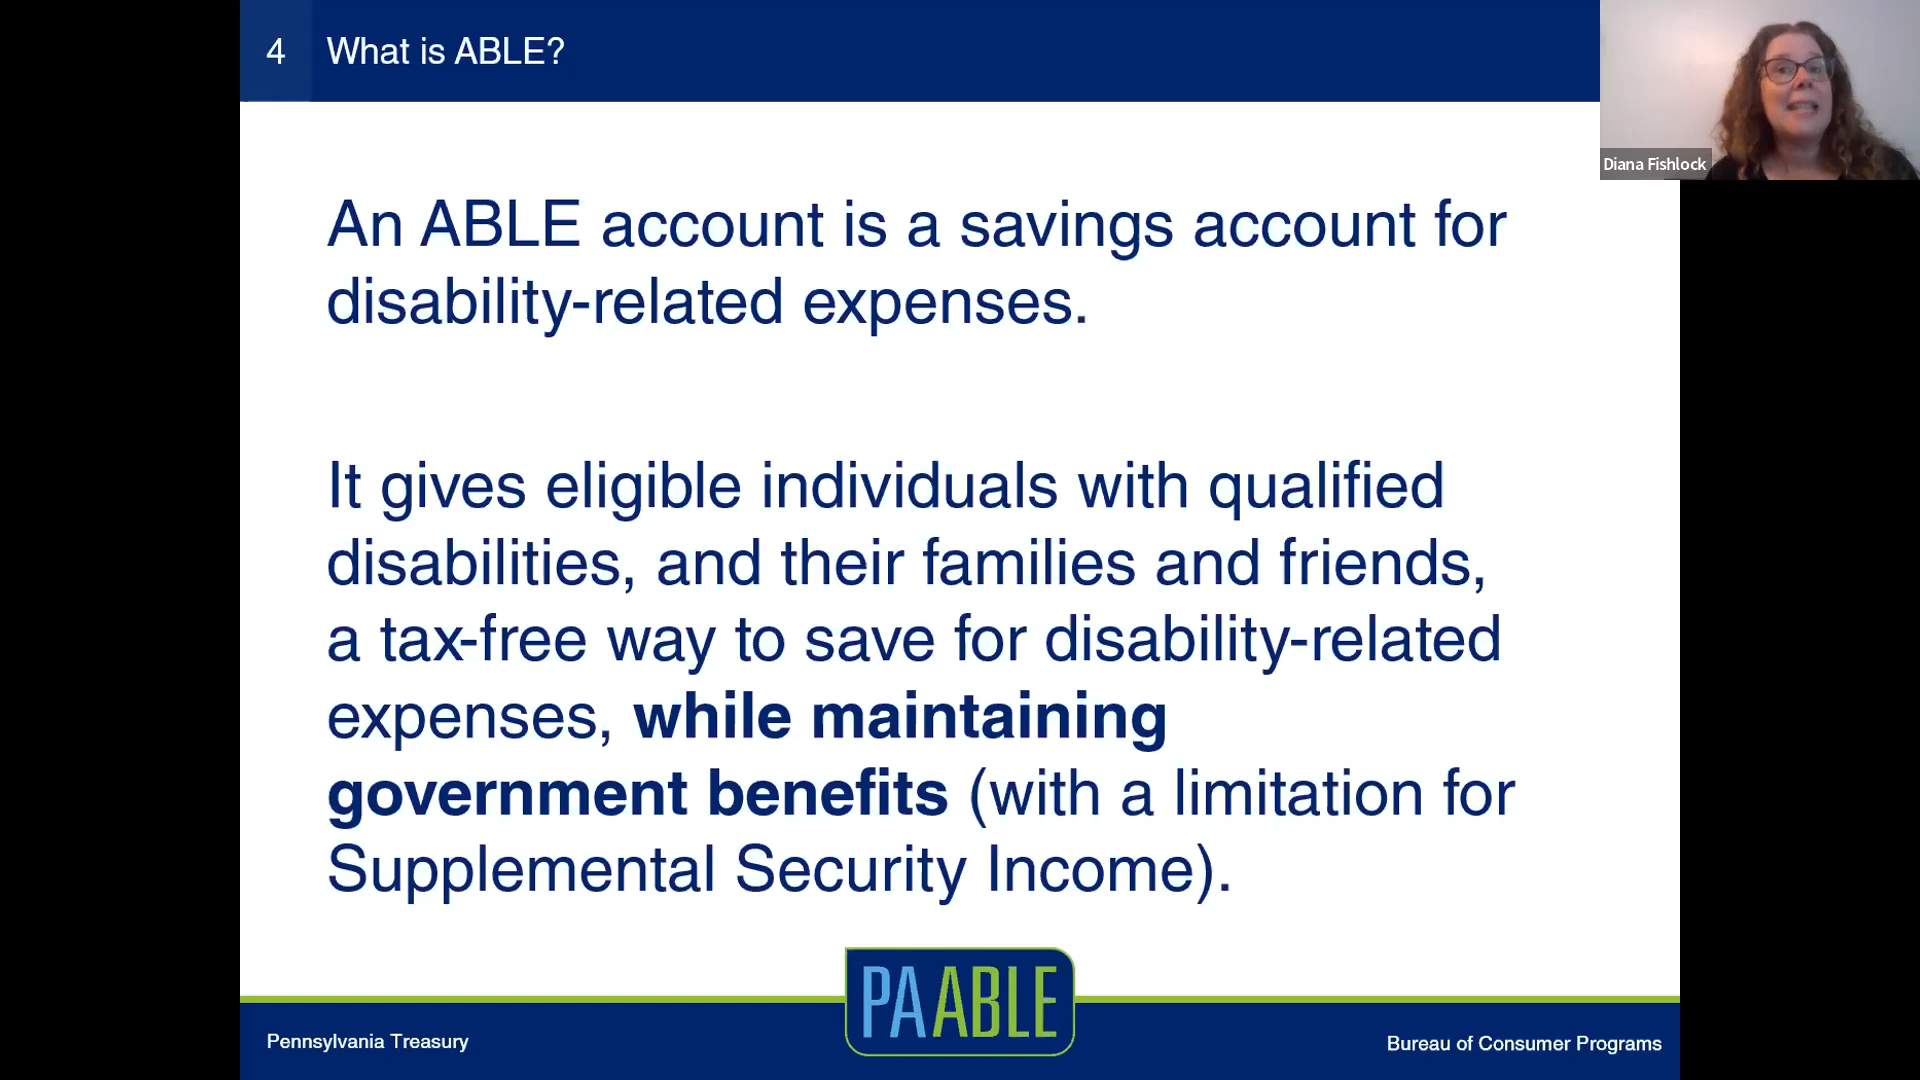 4 What is ABLE?
Diana Fishlock
An ABLE account is a savings account for
disability-related expenses.
It gives eligible individuals with qualified
disabilities, and their families and friends,
a tax-free way to save for disability-related
expenses, while maintaining
government benefits (with a limitation for
Supplemental Security Income).
PAABLE
Pennsylvania Treasury
Bureau of Consumer Programs